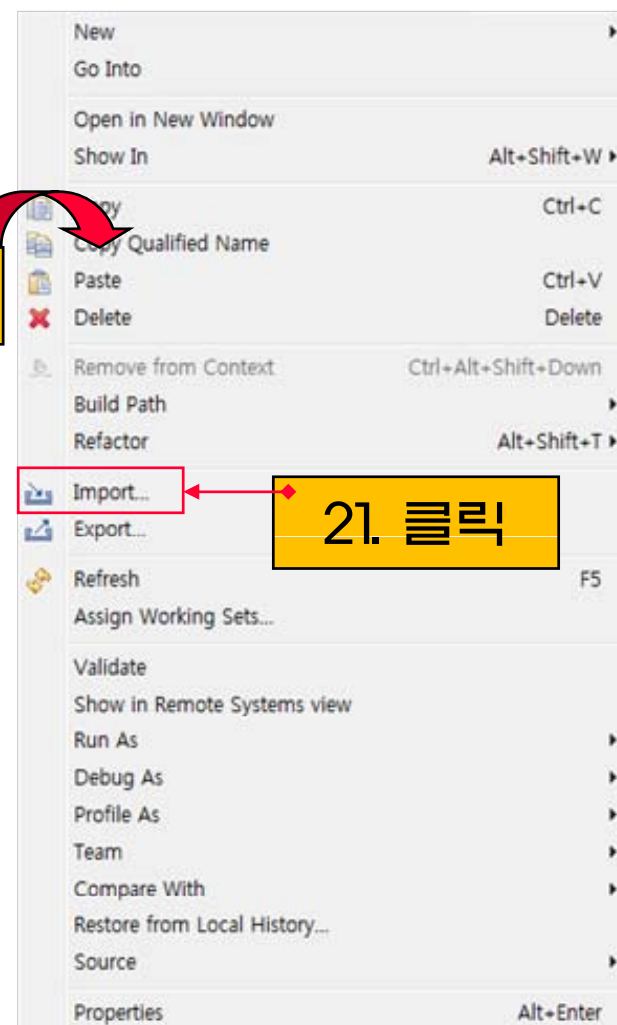 New
Go Into
Open in New Window
Show In Alt+Shift+W
Ctrl+C
Copy Qualified Name
Paste Ctrl+V
Delete Delete
Remove from Context Ctrl+Alt+Shift+Down
Build Path
Refactor Alt+Shift+T
Import...
21. 클릭
Export...
Refresh F5
Assign Working Sets...
Validate
Show in Remote Systems view
Run As
Debug As
Profile As
Team
Compare With
Restore from Local History...
Source
Properties Alt+Enter